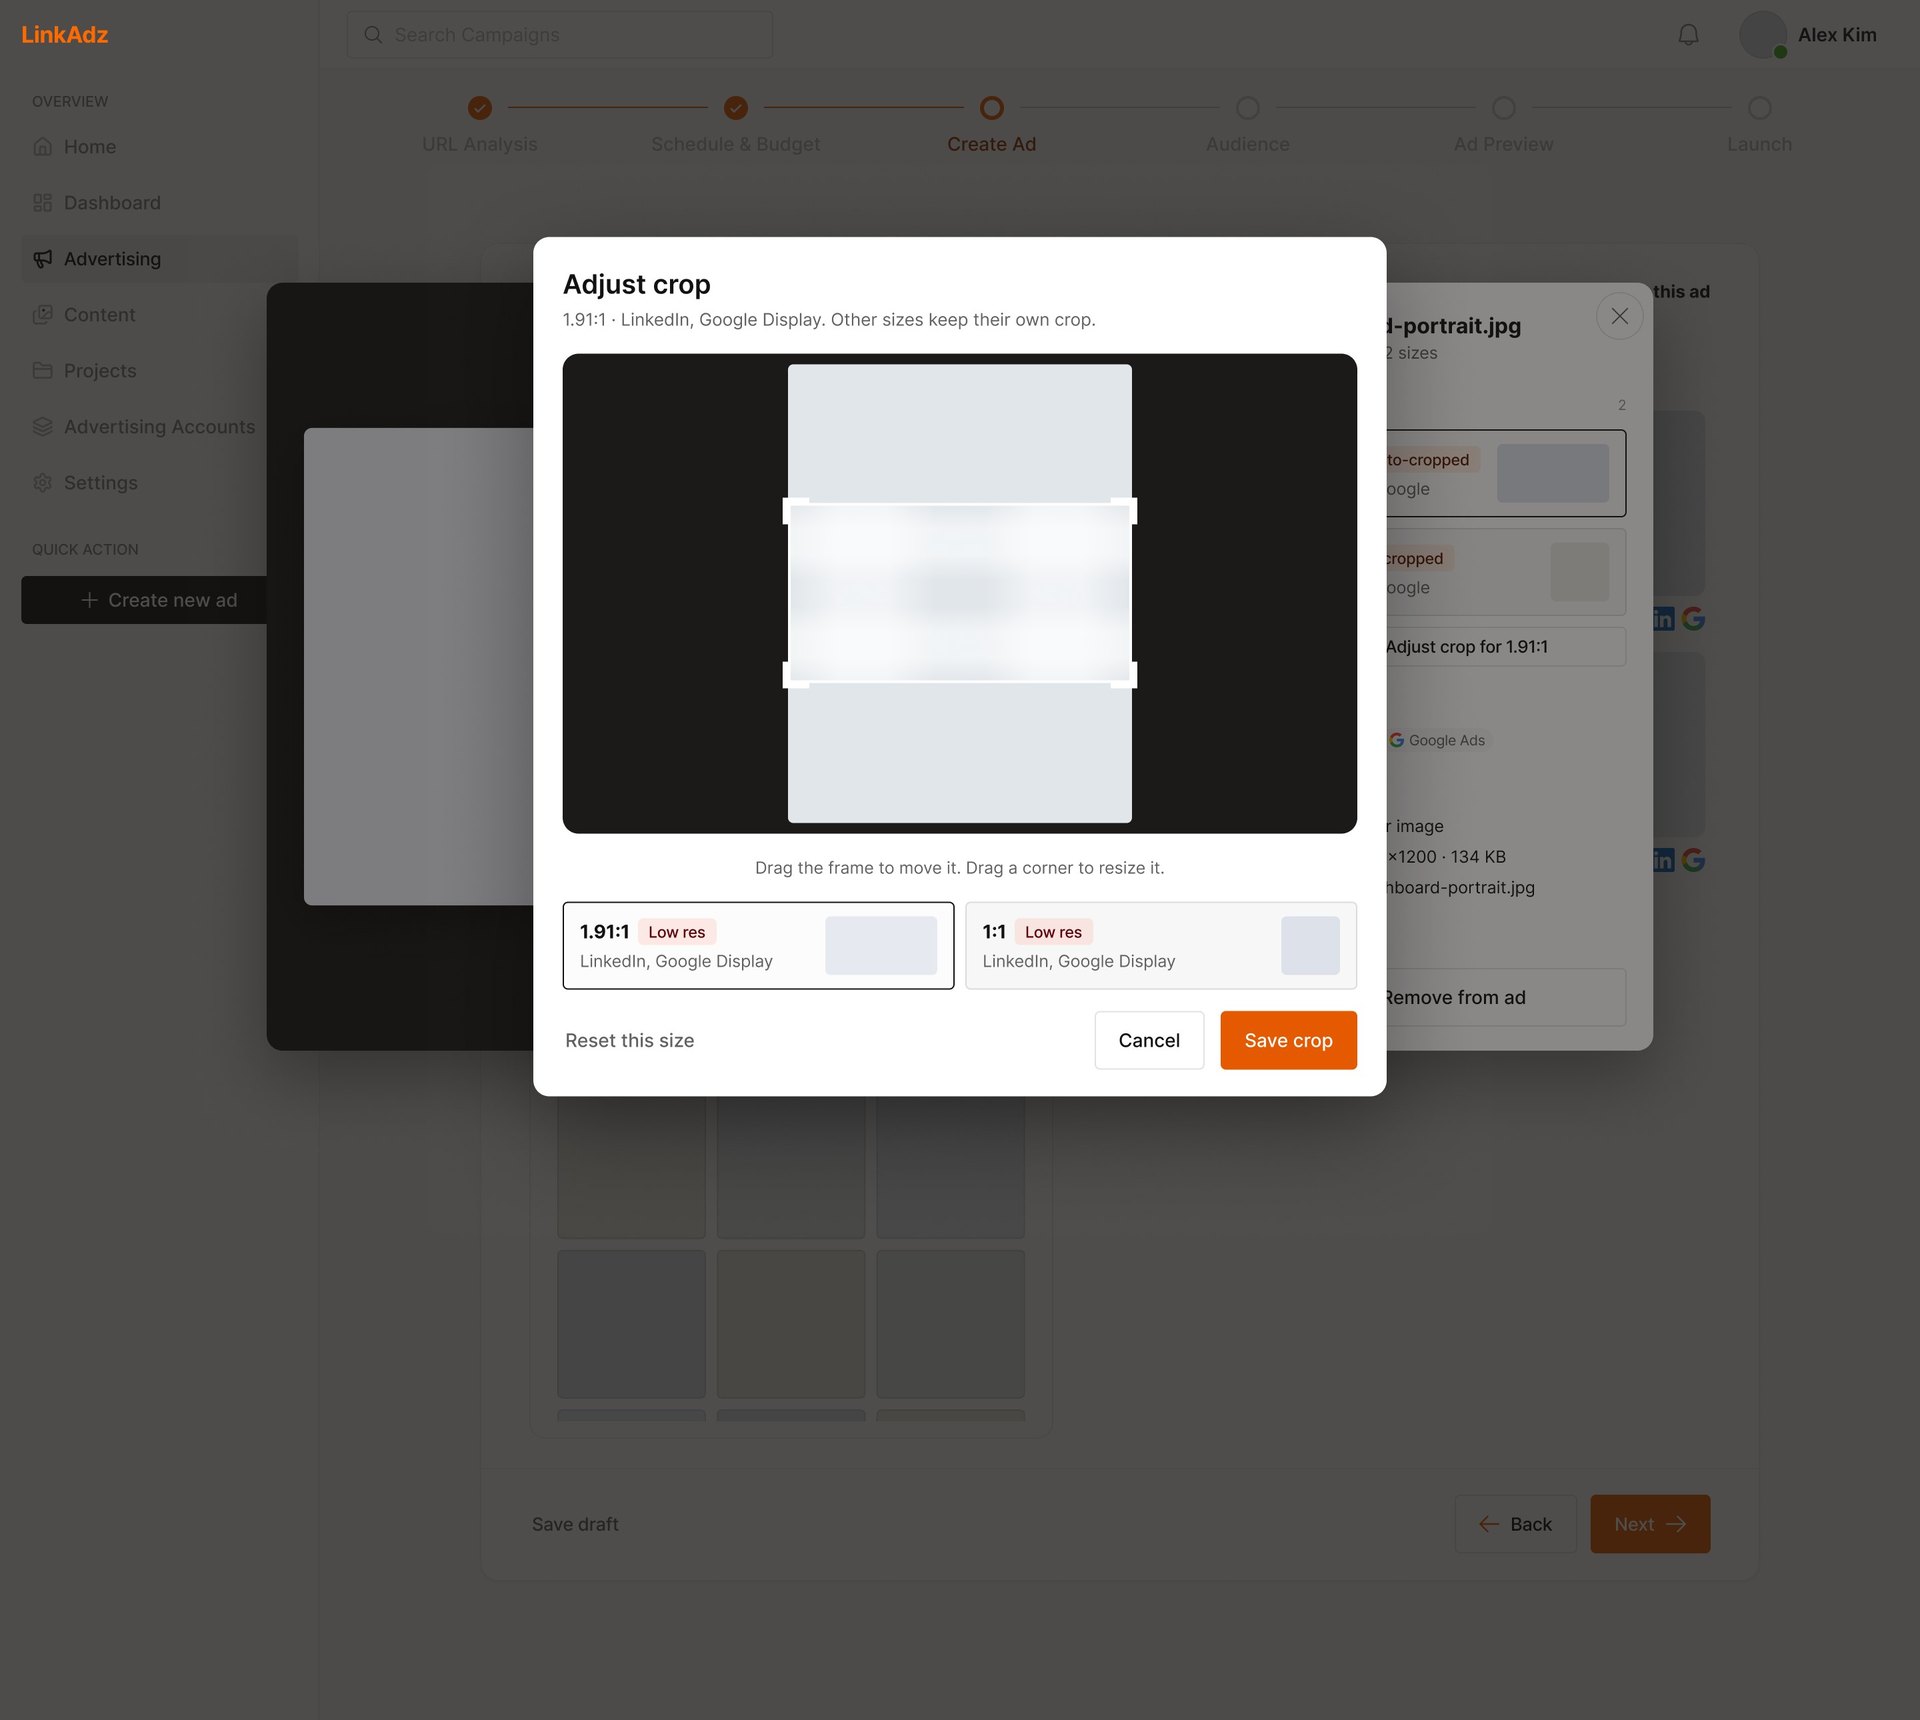 LinkAdz
Search Campaigns
Alex Kim
OVERVIEW
Home
Dashboard
Advertising
Content
Projects
Advertising Accounts
Settings
QUICK ACTION
Create new ad
URL Analysis
Schedule & Budget
Create Ad
Audience
Ad Preview
Launch
Adjust crop
1.91:1 · LinkedIn, Google Display. Other sizes keep their own crop.
Drag the frame to move it. Drag a corner to resize it.
1.91:1 Low res
LinkedIn, Google Display
1:1 Low res
LinkedIn, Google Display
Reset this size
Cancel
Save crop
this ad
d-portrait.jpg
2 sizes
2
to-cropped
oogle
cropped
oogle
Adjust crop for 1.91:1
Google Ads
r image
×1200 · 134 KB
hboard-portrait.jpg
Remove from ad
in
in
Save draft
Back
Next